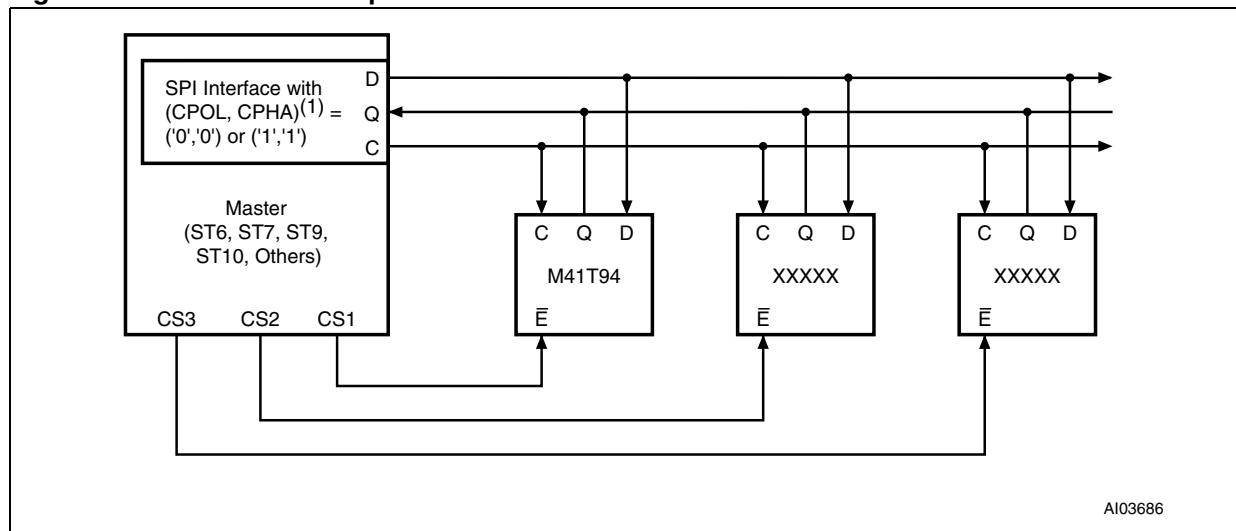 SPI Interface with
(CPOL, CPHA)(1) =
('0','0') or ('1','1')
D
Q
C
Master
(ST6, ST7, ST9,
ST10, Others)
CS3 CS2 CS1
C Q D
M41T94
E̅
C Q D
XXXXX
E̅
C Q D
XXXXX
E̅
AI03686